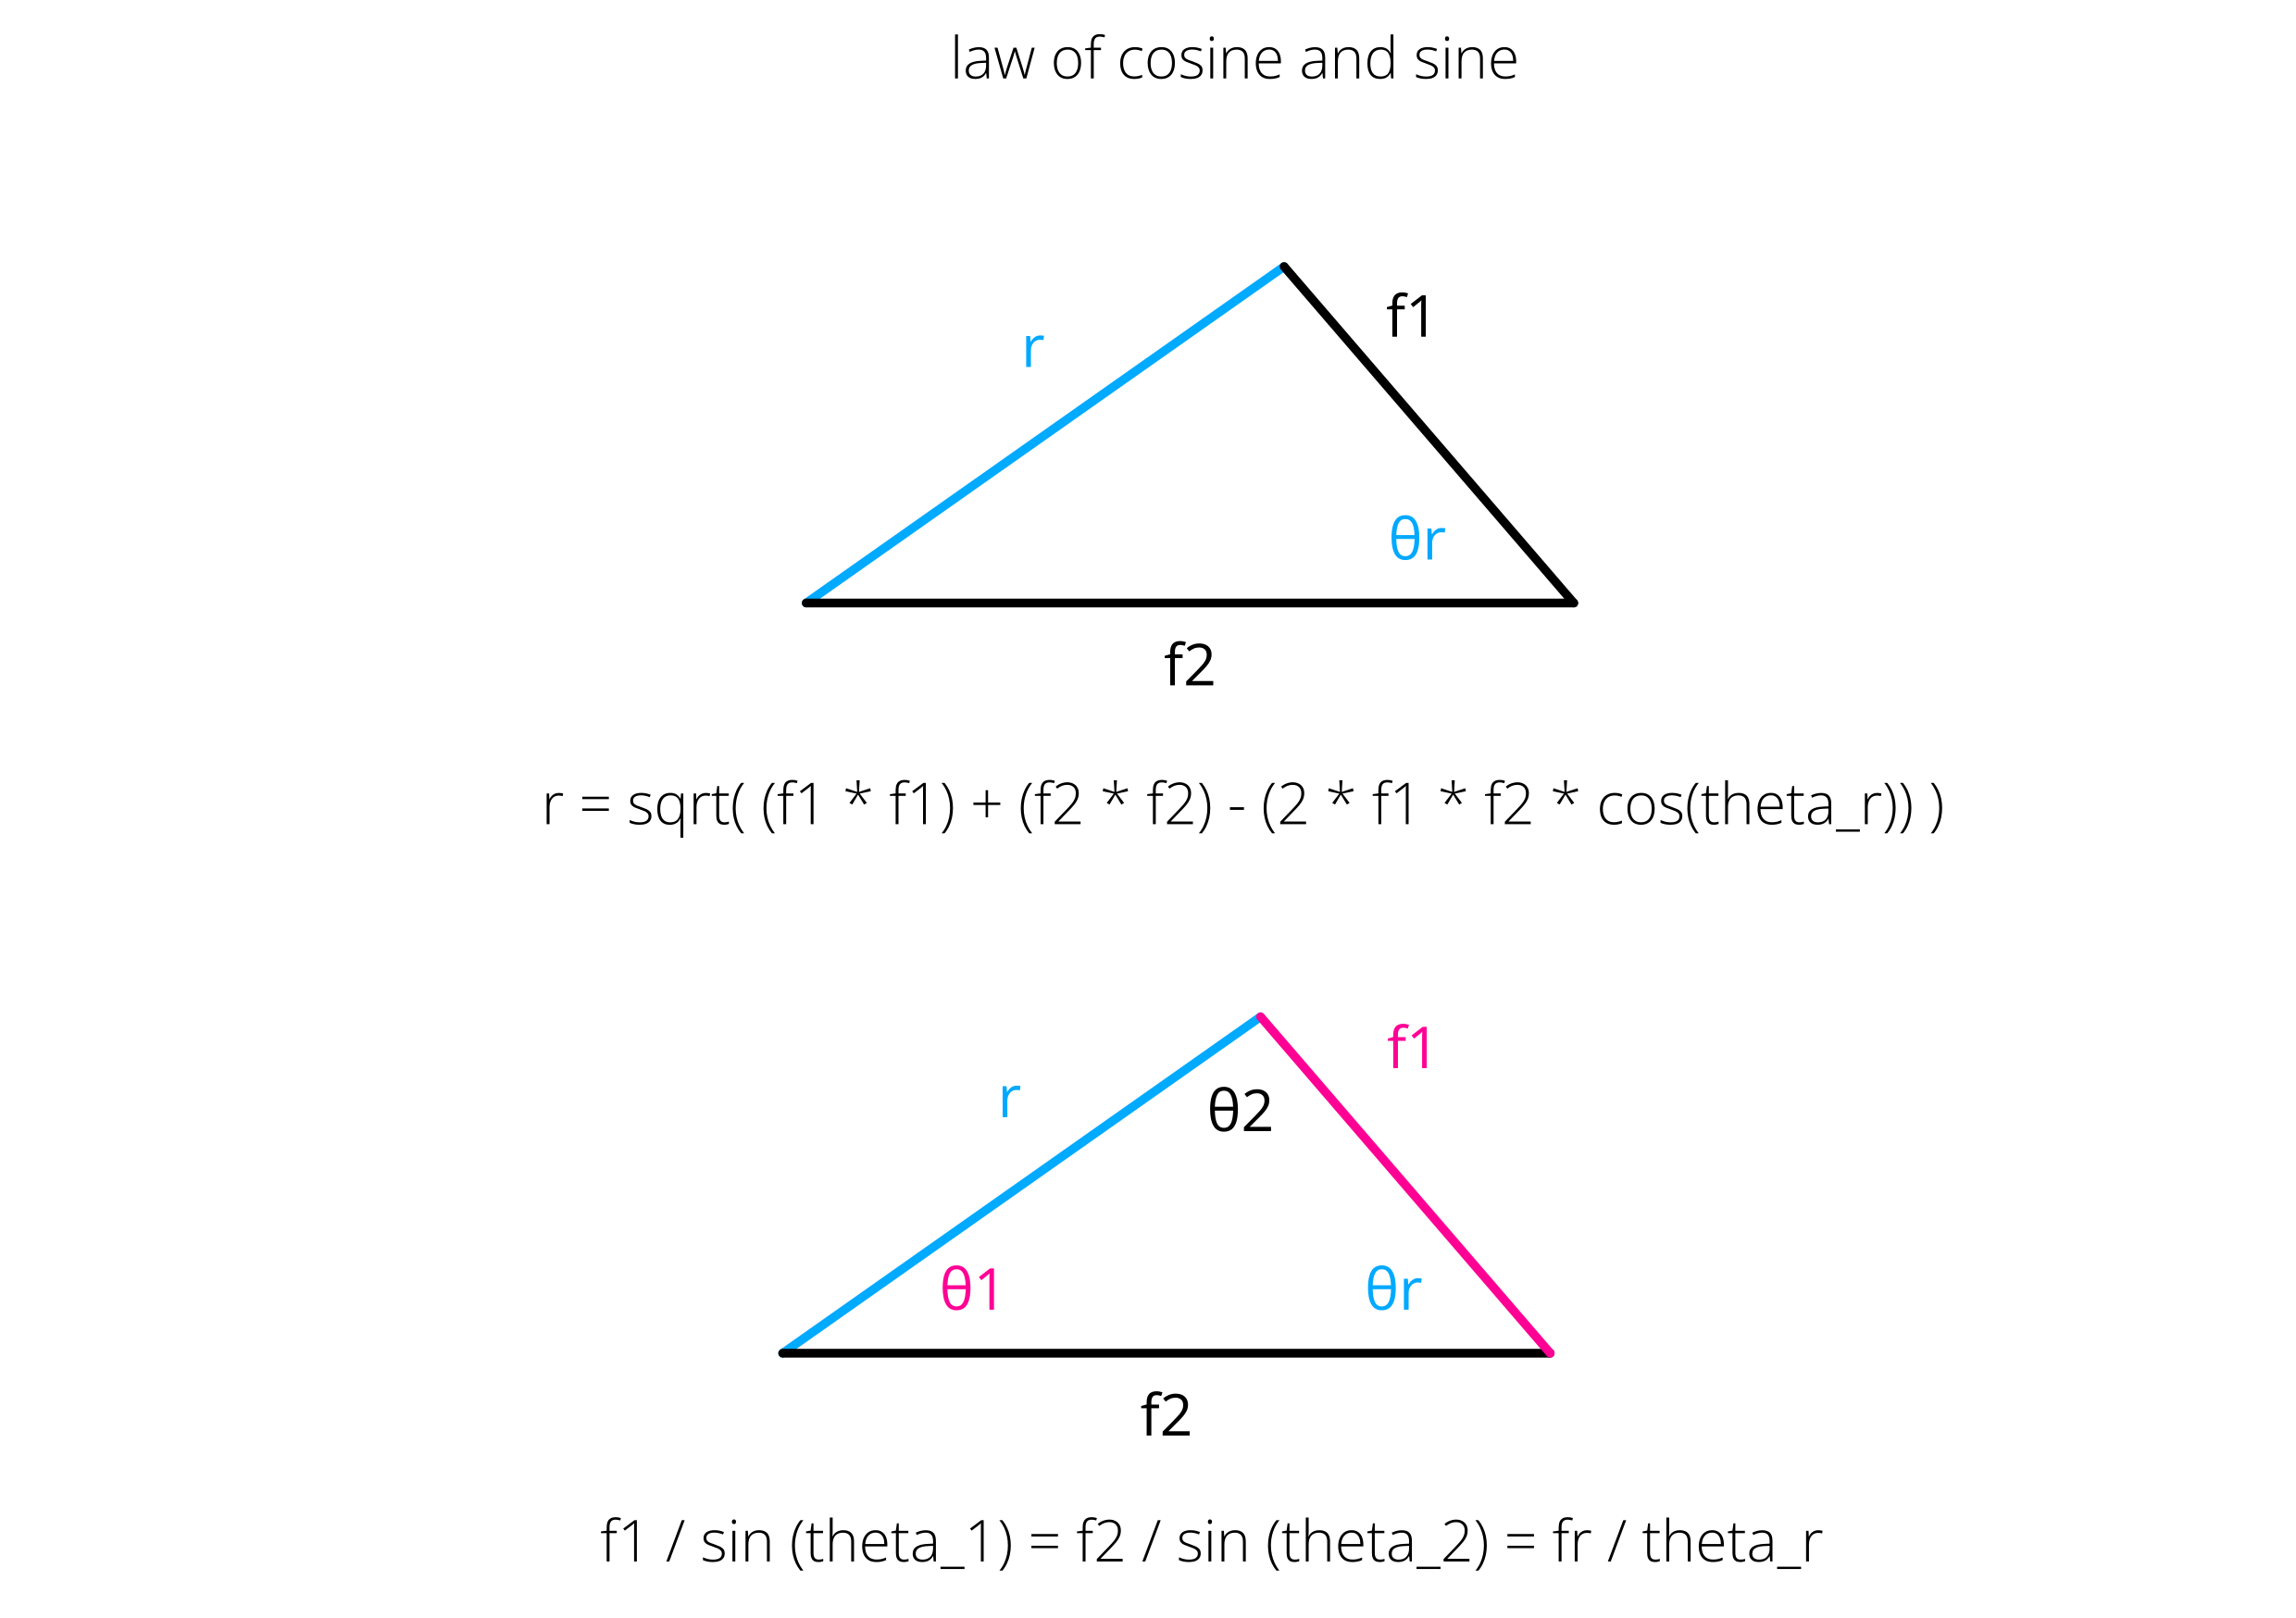 law of cosine and sine
f1
r
θr
f2
r = sqrt( (f1 * f1) + (f2 * f2) - (2 * f1 * f2 * cos(theta_r)) )
f1
r
θ2
θ1 θr
f2
f1 / sin (theta_1) = f2 / sin (theta_2) = fr / theta_r